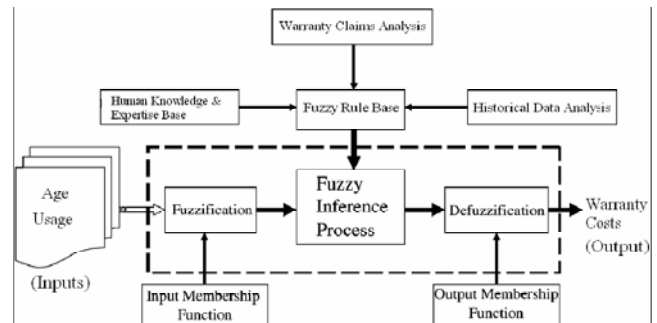 Warranty Claims Analysis
Human Knowledge &
Expertise Base
Fuzzy Rule Base
Historical Data Analysis
Age
Usage
(Inputs)
Fuzzification
Fuzzy
Inference
Process
Defuzzification
Warranty
Costs
(Output)
Input Membership
Function
Output Membership
Function